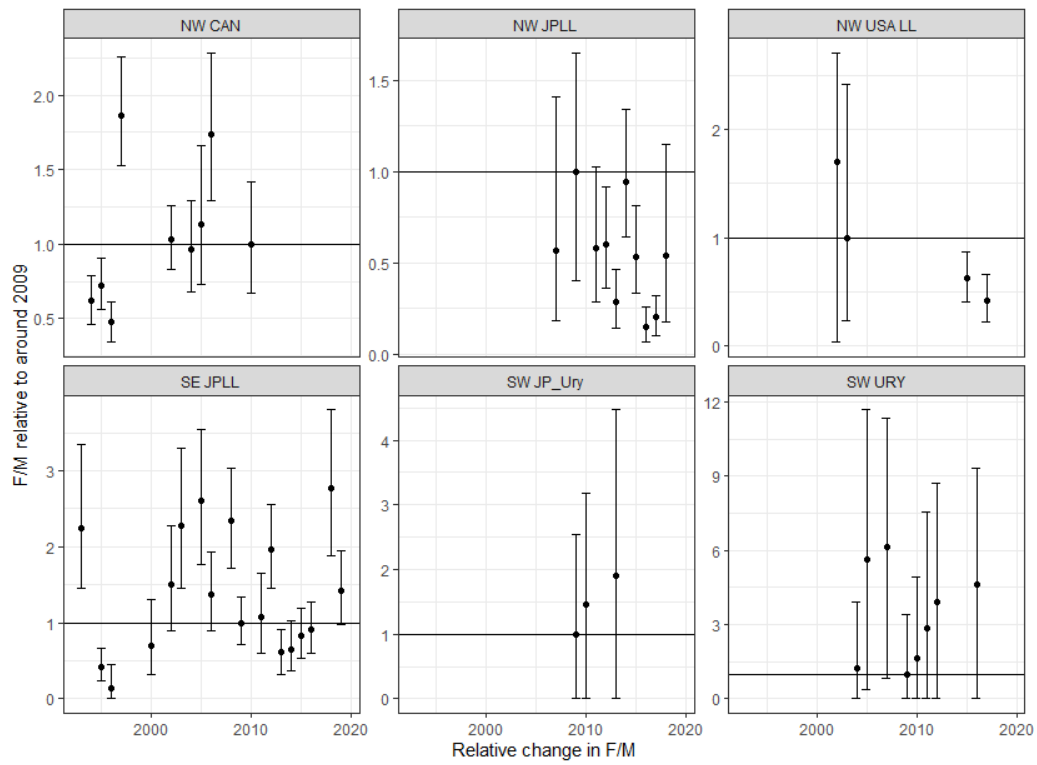 NW CAN
NW JPLL
NW USA LL
2.0
1.5
1.0
0.5
1.5
1.0
0.5
0.0
2
1
0
SE JPLL
SW JP_Ury
SW URY
3
2
1
0
4
3
2
1
0
12
9
6
3
0
2000 2010 2020
2000 2010 2020
2000 2010 2020
F/M relative to around 2009
Relative change in F/M